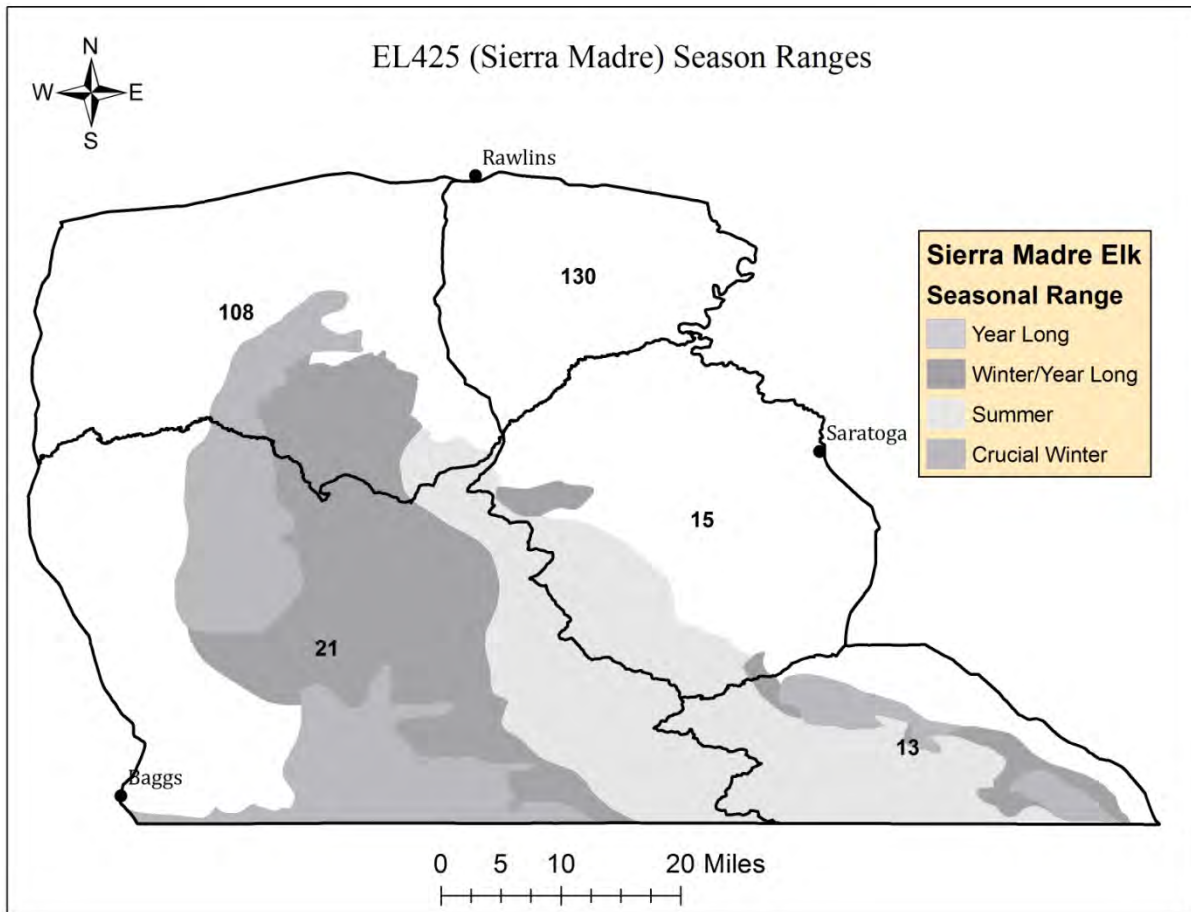 EL425 (Sierra Madre) Season Ranges
N
W E
S
Rawlins
130
108
Sierra Madre Elk
Seasonal Range
Year Long
Winter/Year Long
Summer
Crucial Winter
Saratoga
15
21
13
Baggs
0 5 10 20 Miles